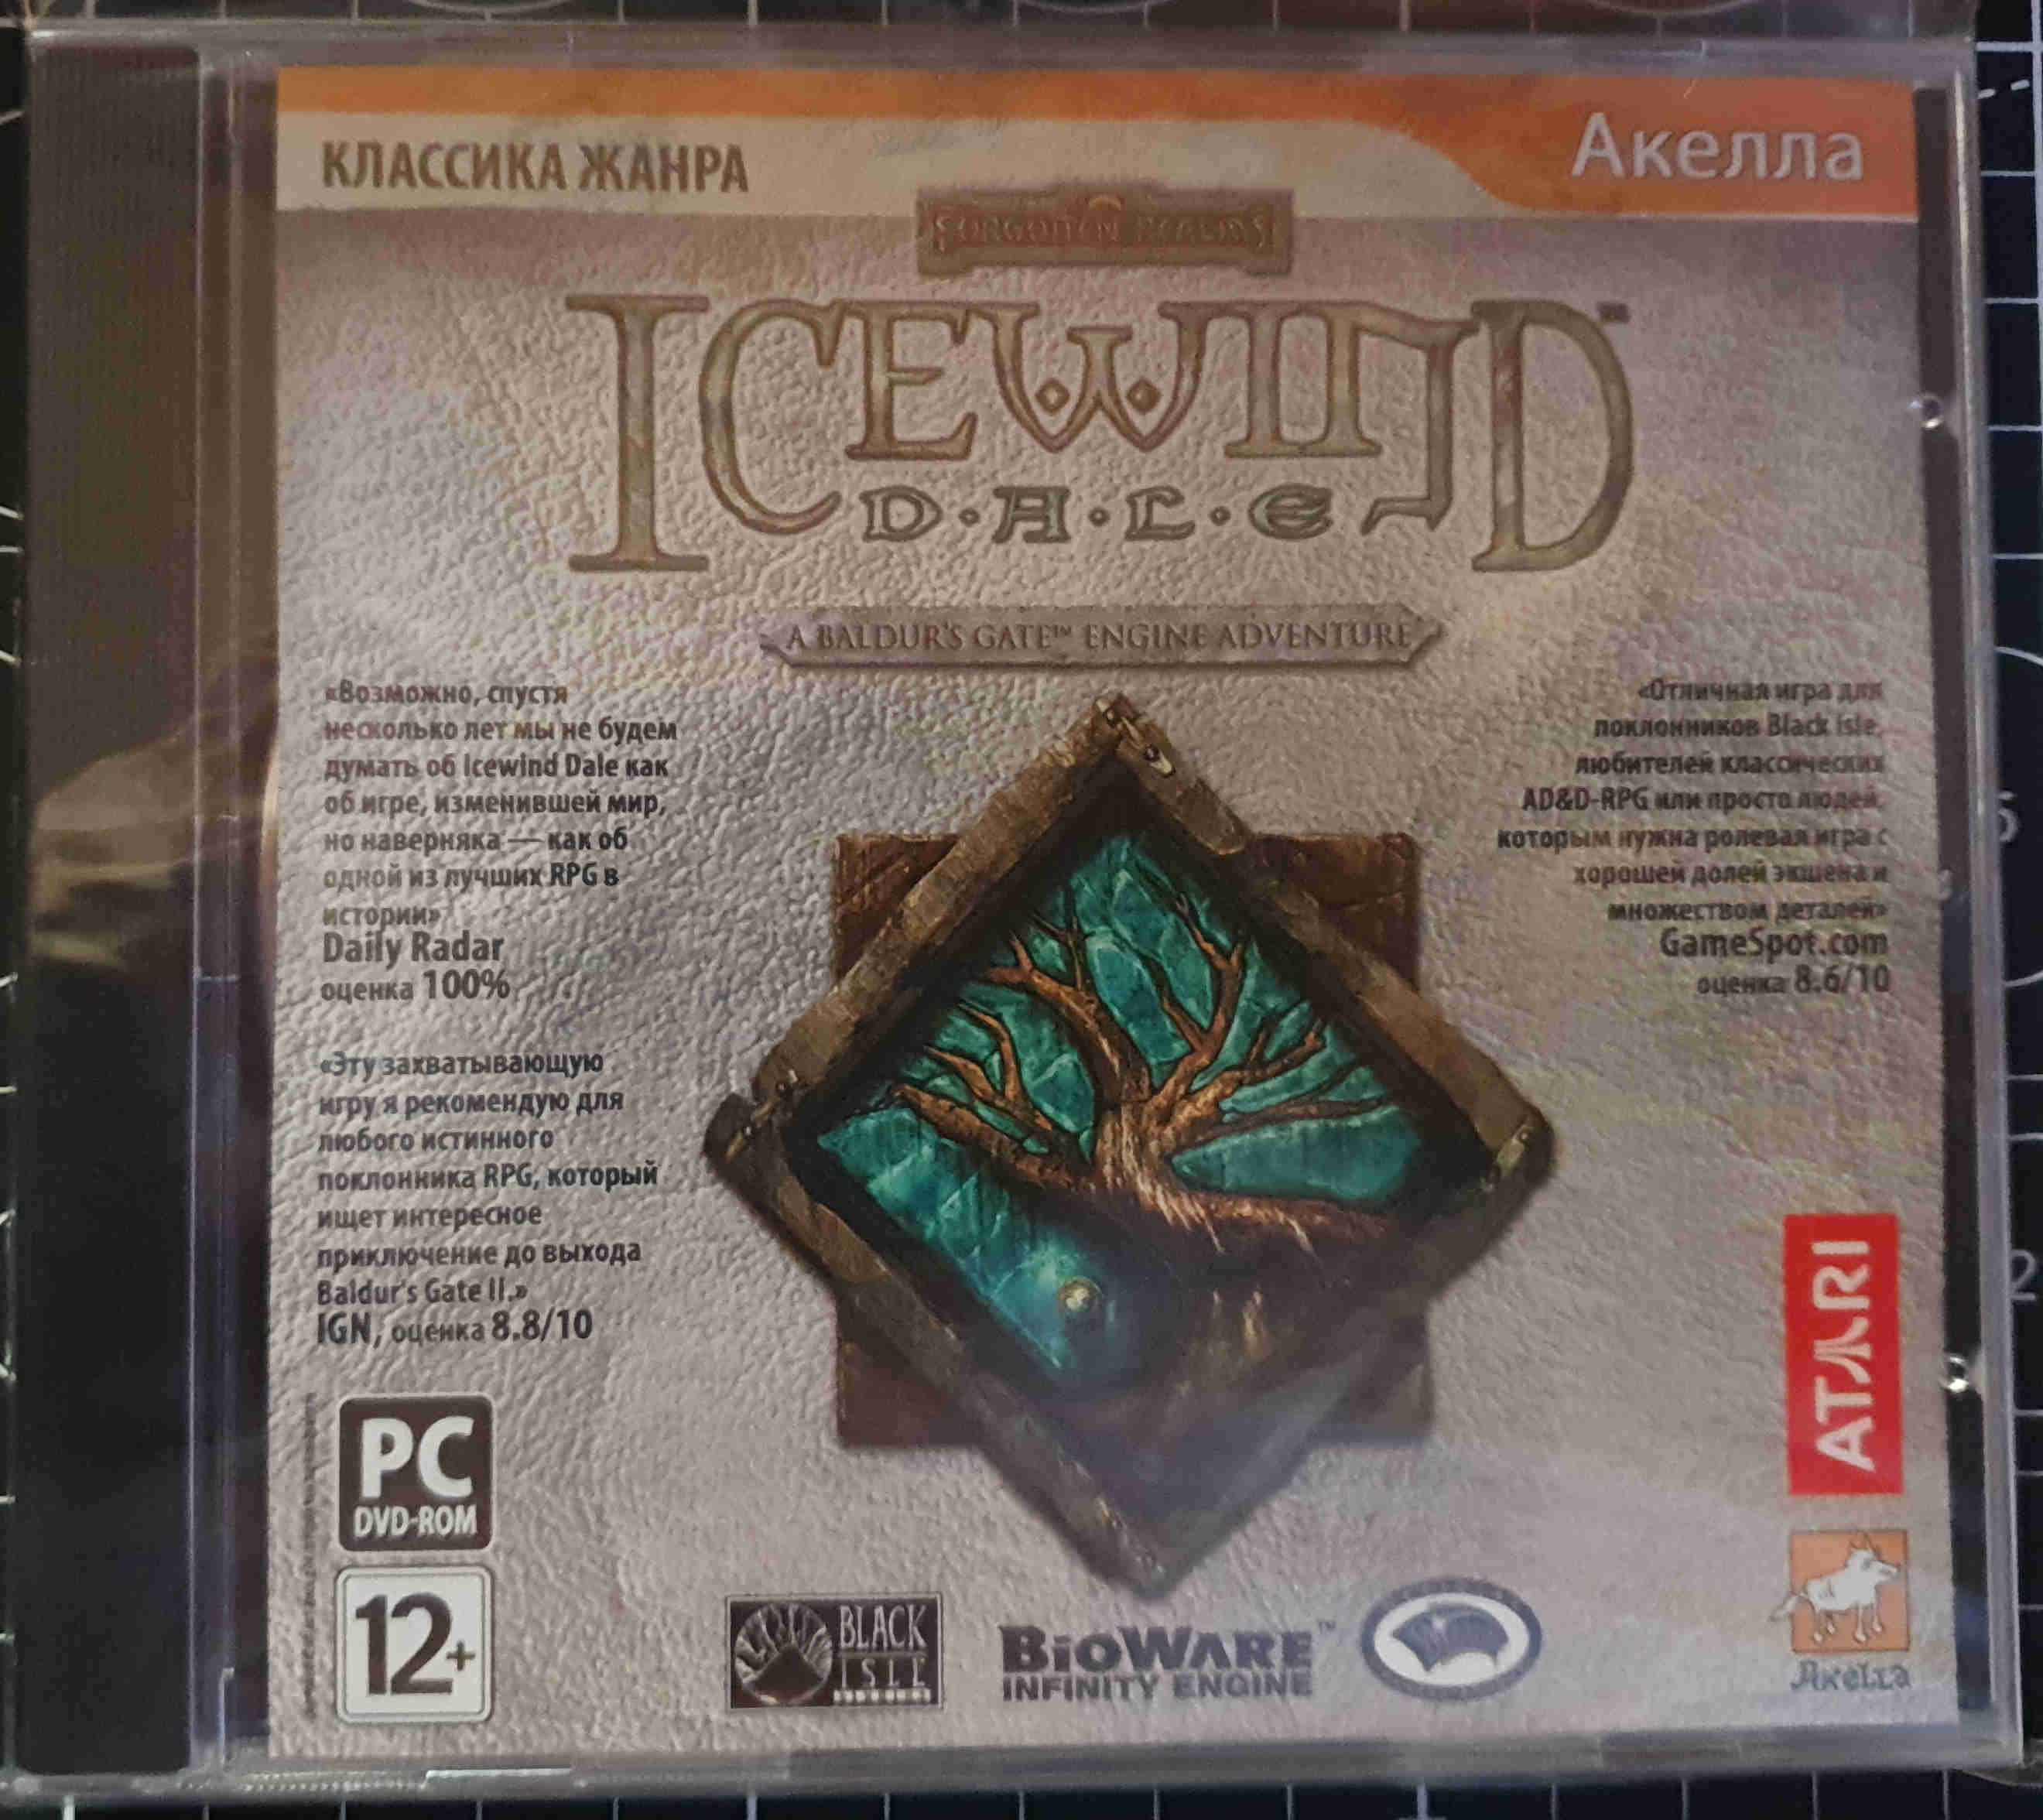 КЛАССИКА ЖАНРА
Акелла
FORGOTTEN REALMS
ICEWIND
D·A·L·E
A BALDUR'S GATE™ ENGINE ADVENTURE
«Возможно, спустя
несколько лет мы не будем
думать об Icewind Dale как
об игре, изменившей мир,
но наверняка — как об
одной из лучших RPG в
истории»
Daily Radar
оценка 100%
«Эту захватывающую
игру я рекомендую для
любого истинного
поклонника RPG, который
ищет интересное
приключение до выхода
Baldur's Gate II.»
IGN, оценка 8.8/10
«Отличная игра для
поклонников Black Isle,
любителей классических
AD&D-RPG или просто людей,
которым нужна ролевая игра с
хорошей долей экшена и
множеством деталей»
GameSpot.com
оценка 8.6/10
ATARI
PC
DVD-ROM
12+
BLACK
ISLE
BIOWARE™
INFINITY ENGINE
Акелла